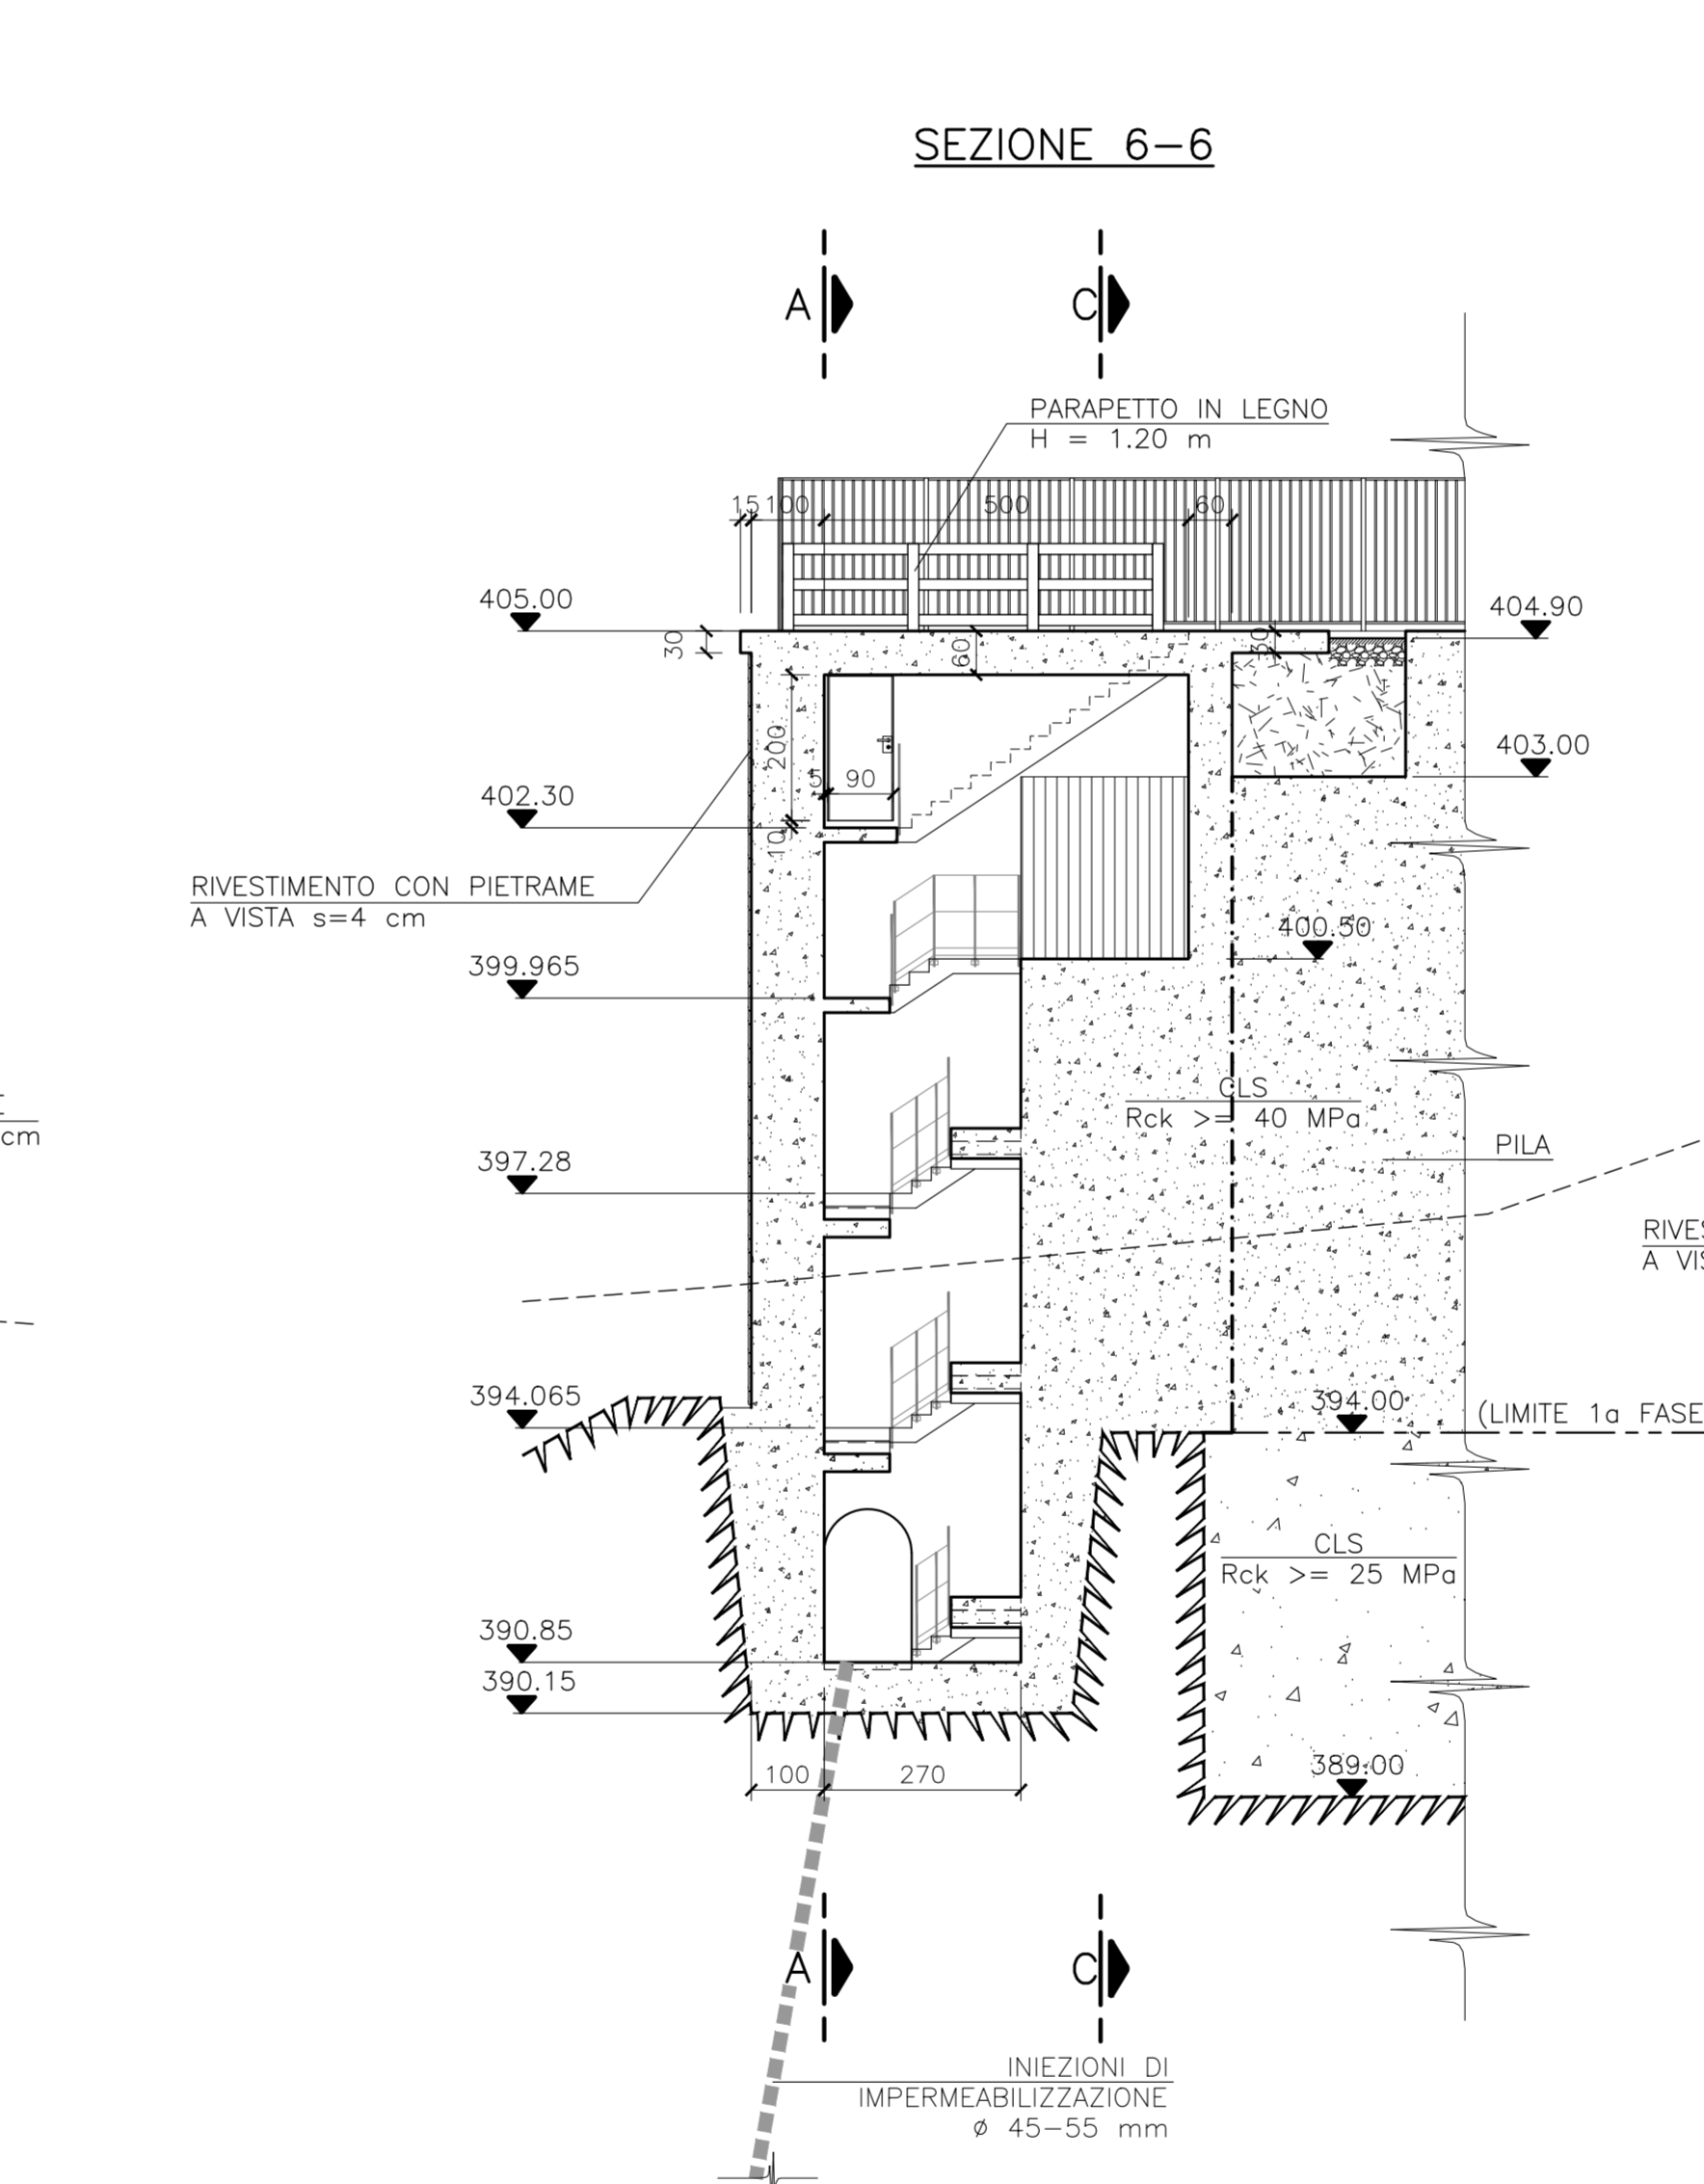 SEZIONE 6-6
A
C
PARAPETTO IN LEGNO
H = 1.20 m
15 100 500 60
405.00
404.90
30
60
30
200
5 90
403.00
402.30
10
RIVESTIMENTO CON PIETRAME
A VISTA s=4 cm
400.50
399.965
CLS
Rck >= 40 MPa
cm
PILA
397.28
RIVES
A VIS
394.065
394.00
(LIMITE 1a FASE
CLS
Rck >= 25 MPa
390.85
390.15
389.00
100 270
A
C
INIEZIONI DI
IMPERMEABILIZZAZIONE
ø 45-55 mm